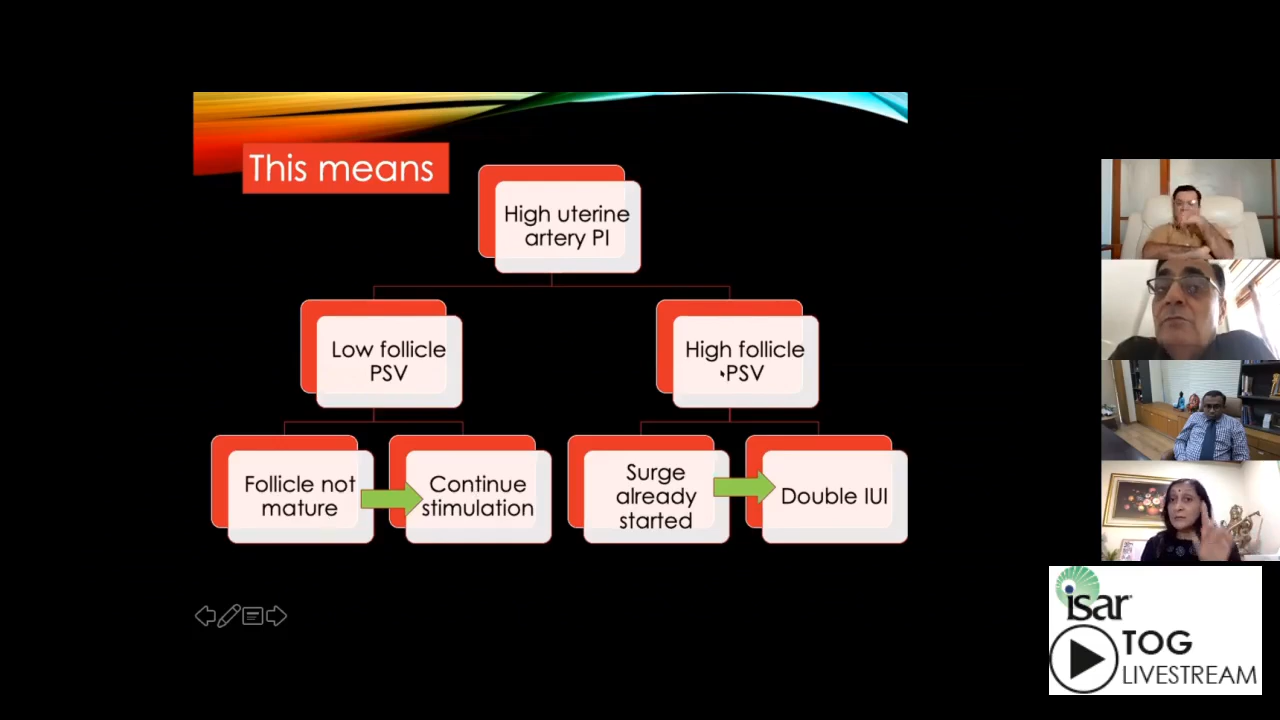 This means
High uterine
artery PI
Low follicle
PSV
High follicle
PSV
Follicle not
mature
Continue
stimulation
Surge
already
started
Double IUI
isar
TOG
LIVESTREAM